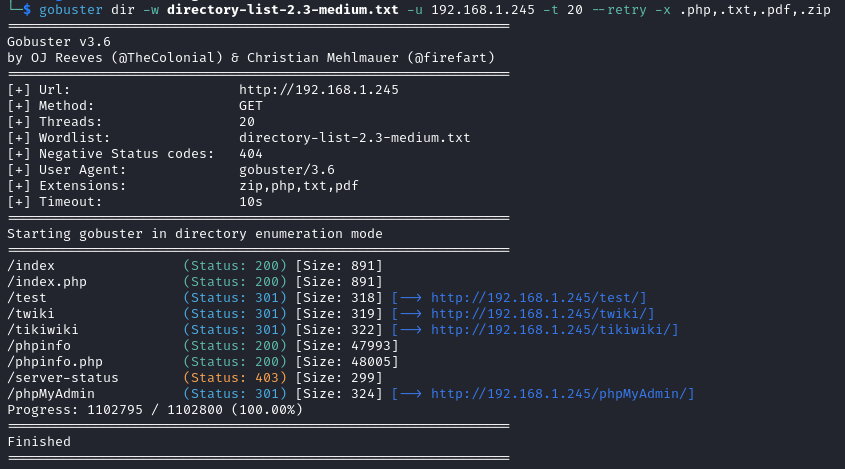 └─$ gobuster dir -w directory-list-2.3-medium.txt -u 192.168.1.245 -t 20 --retry -x .php,.txt,.pdf,.zip
===============================================================
Gobuster v3.6
by OJ Reeves (@TheColonial) & Christian Mehlmauer (@firefart)
===============================================================
[+] Url:                     http://192.168.1.245
[+] Method:                  GET
[+] Threads:                 20
[+] Wordlist:                directory-list-2.3-medium.txt
[+] Negative Status codes:   404
[+] User Agent:              gobuster/3.6
[+] Extensions:              zip,php,txt,pdf
[+] Timeout:                 10s
===============================================================
Starting gobuster in directory enumeration mode
===============================================================
/index                (Status: 200) [Size: 891]
/index.php            (Status: 200) [Size: 891]
/test                 (Status: 301) [Size: 318] [--> http://192.168.1.245/test/]
/twiki                (Status: 301) [Size: 319] [--> http://192.168.1.245/twiki/]
/tikiwiki             (Status: 301) [Size: 322] [--> http://192.168.1.245/tikiwiki/]
/phpinfo              (Status: 200) [Size: 47993]
/phpinfo.php          (Status: 200) [Size: 48005]
/server-status        (Status: 403) [Size: 299]
/phpMyAdmin           (Status: 301) [Size: 324] [--> http://192.168.1.245/phpMyAdmin/]
Progress: 1102795 / 1102800 (100.00%)
===============================================================
Finished
===============================================================